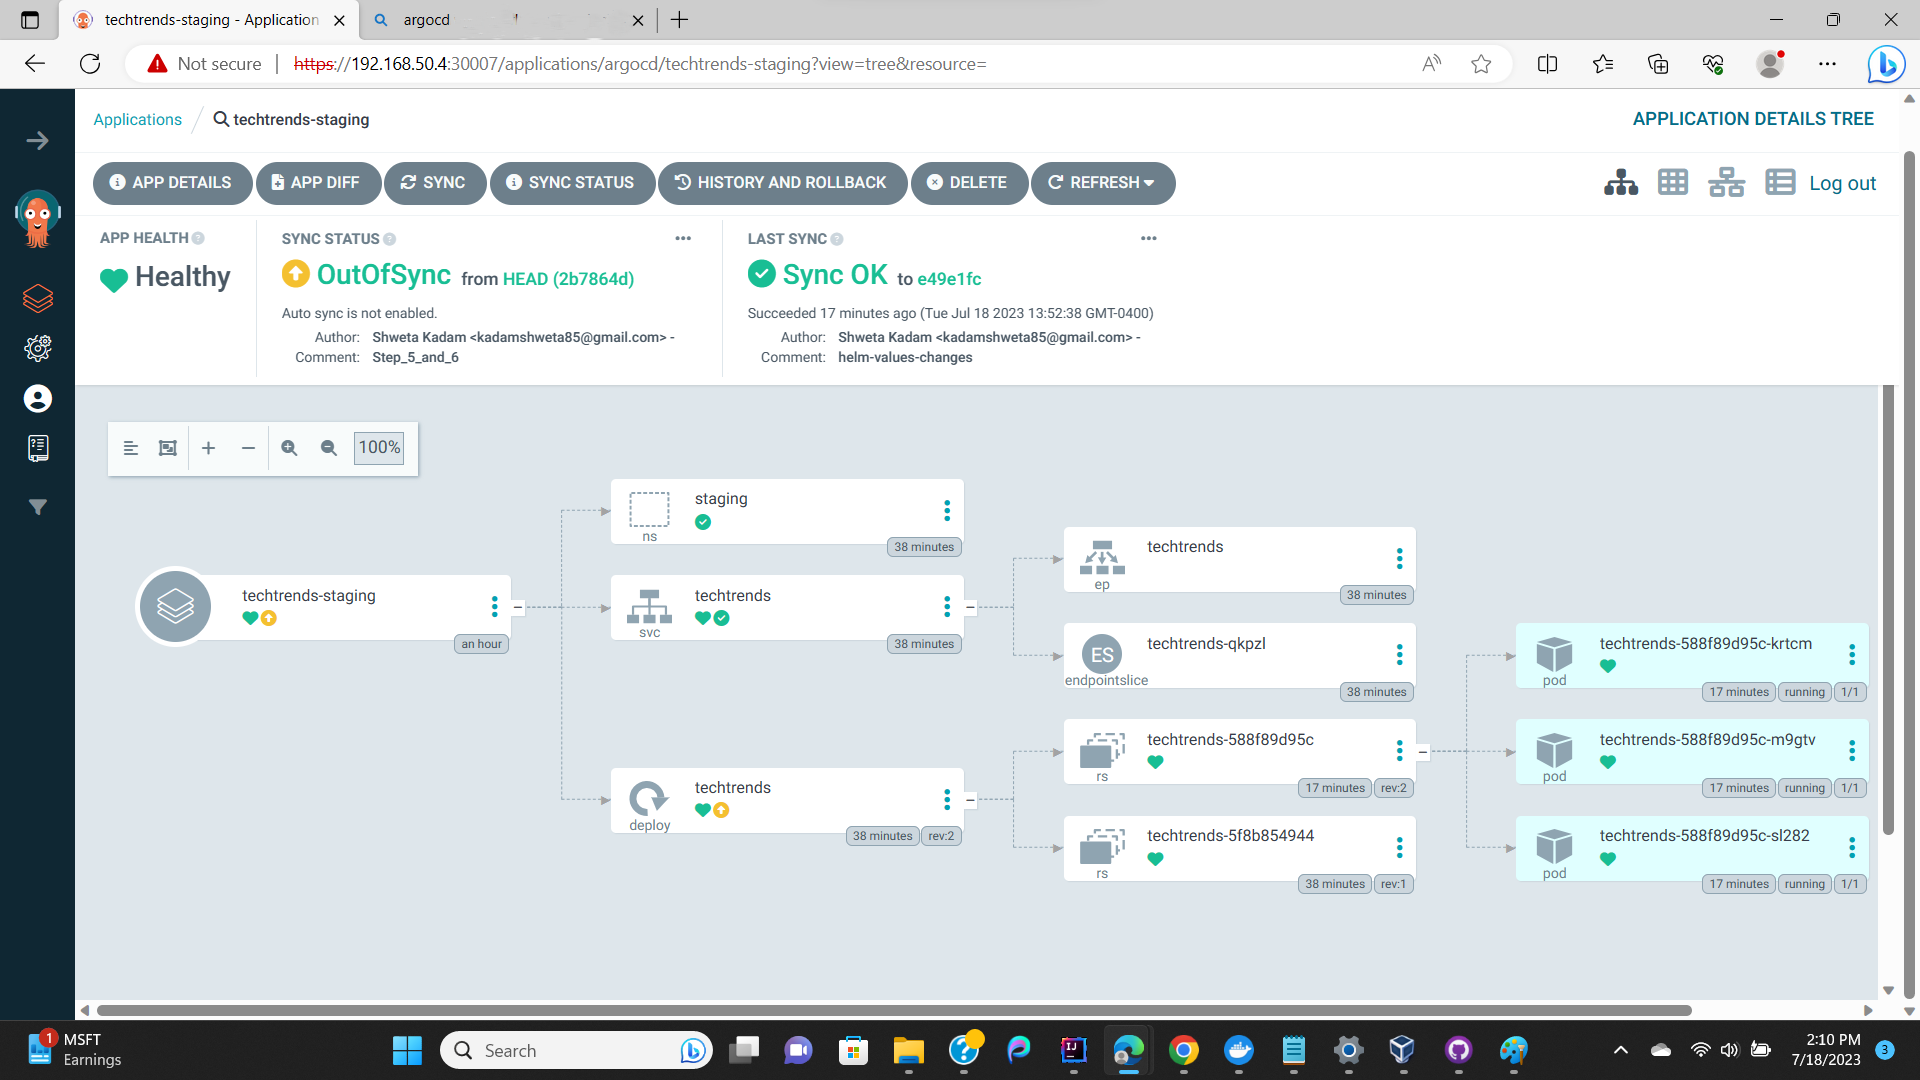 techtrends-staging - Application
argocd
Not secure
https://192.168.50.4:30007/applications/argocd/techtrends-staging?view=tree&resource=
Applications
techtrends-staging
APPLICATION DETAILS TREE
APP DETAILS
APP DIFF
SYNC
SYNC STATUS
HISTORY AND ROLLBACK
DELETE
REFRESH
Log out
APP HEALTH
Healthy
SYNC STATUS
OutOfSync from HEAD (2b7864d)
Auto sync is not enabled.
Author: Shweta Kadam <kadamshweta85@gmail.com> -
Comment: Step_5_and_6
LAST SYNC
Sync OK to e49e1fc
Succeeded 17 minutes ago (Tue Jul 18 2023 13:52:38 GMT-0400)
Author: Shweta Kadam <kadamshweta85@gmail.com> -
Comment: helm-values-changes
100%
techtrends-staging
an hour
staging
ns
38 minutes
techtrends
svc
38 minutes
techtrends
deploy
38 minutes rev:2
techtrends
ep
38 minutes
ES
techtrends-qkpzl
endpointslice
38 minutes
techtrends-588f89d95c
rs
17 minutes rev:2
techtrends-5f8b854944
rs
38 minutes rev:1
techtrends-588f89d95c-krtcm
pod
17 minutes running 1/1
techtrends-588f89d95c-m9gtv
pod
17 minutes running 1/1
techtrends-588f89d95c-sl282
pod
17 minutes running 1/1
1
MSFT
Earnings
Search
2:10 PM
7/18/2023
3